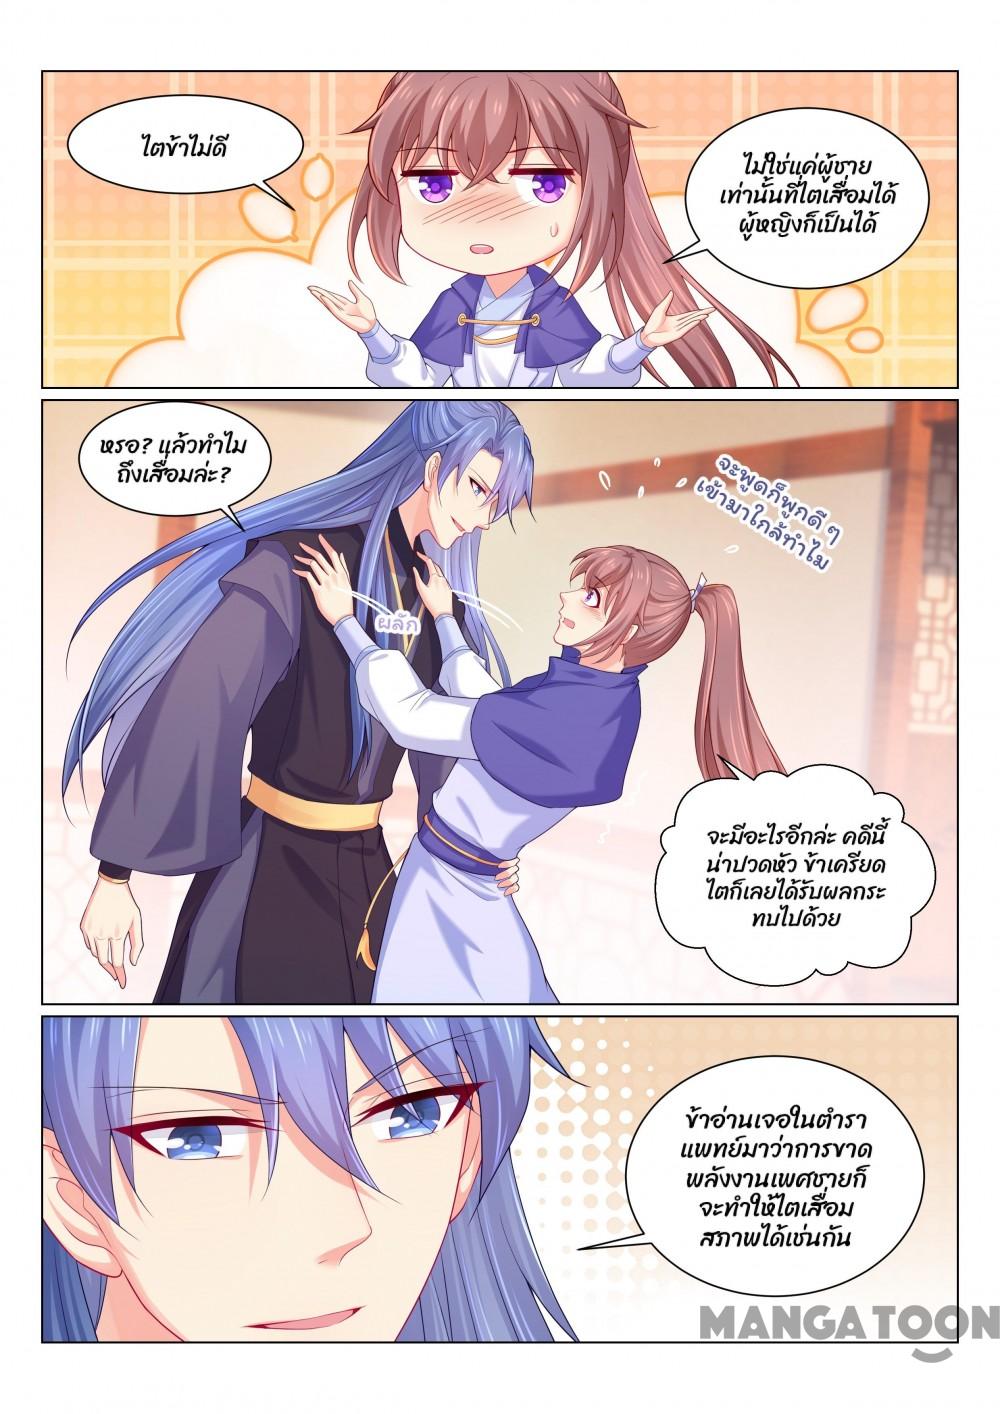 ไตข้าไม่ดี
ไม่ใช่แค่ผู้ชาย
เท่านั้นที่ไตเสื่อมได้
ผู้หญิงก็เป็นได้
หรอ? แล้วทำไม
ถึงเสื่อมล่ะ?
จะพูดก็พูกดี ๆ
เข้ามาใกล้ทำไม
ผลัก
จะมีอะไรอีกล่ะ คดีนี้
น่าปวดหัว ข้าเครียด
ไตก็เลยได้รับผลกระ
ทบไปด้วย
ข้าอ่านเจอในตำรา
แพทย์มาว่าการขาด
พลังงานเพศชายก็
จะทำให้ไตเสื่อม
สภาพได้เช่นกัน
MANGATOON